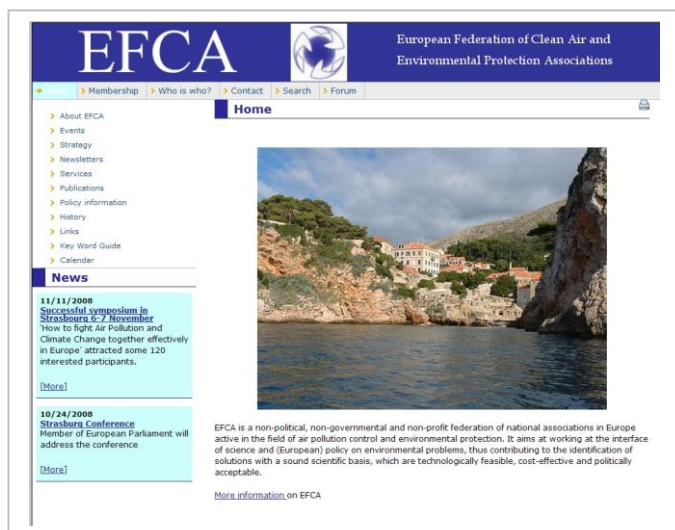 EFCA
European Federation of Clean Air and
Environmental Protection Associations
Membership
Who is who?
Contact
Search
Forum
About EFCA
Events
Strategy
Newsletters
Services
Publications
Policy information
History
Links
Key Word Guide
Calendar
News
11/11/2008
Successful symposium in
Strasbourg 6-7 November
'How to fight Air Pollution and
Climate Change together effectively
in Europe' attracted some 120
interested participants.
[More]
10/24/2008
Strasburg Conference
Member of European Parliament will
address the conference
[More]
Home
EFCA is a non-political, non-governmental and non-profit federation of national associations in Europe
active in the field of air pollution control and environmental protection. It aims at working at the interface
of science and (European) policy on environmental problems, thus contributing to the identification of
solutions with a sound scientific basis, which are technologically feasible, cost-effective and politically
acceptable.
More information on EFCA